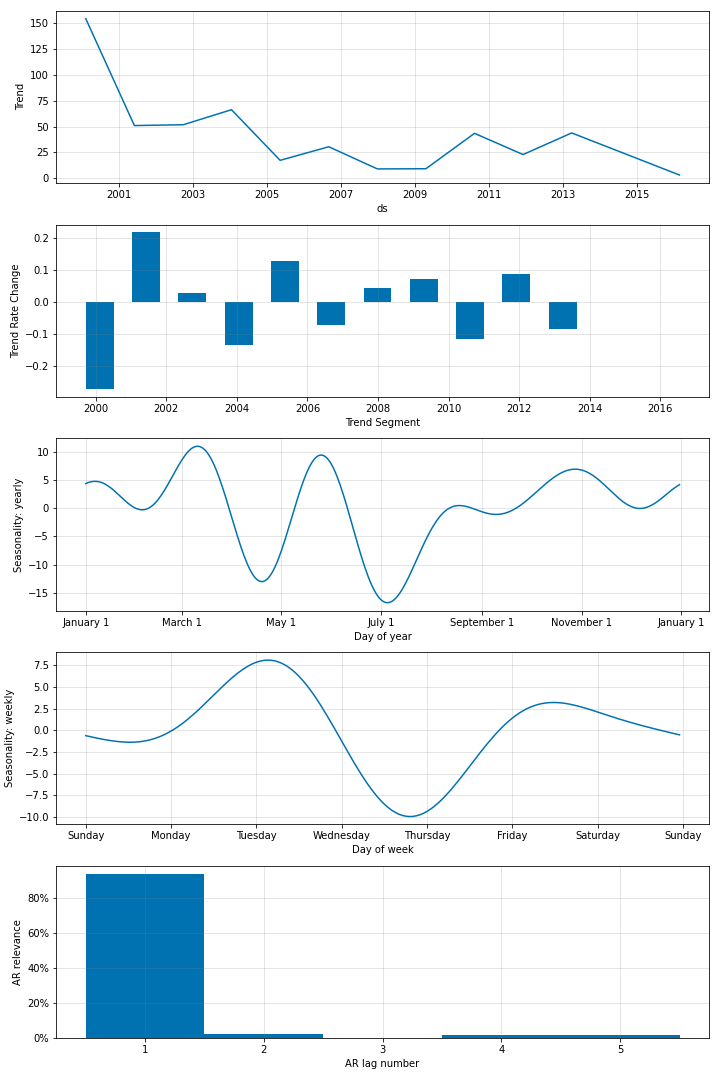 150
125
100
75
50
25
0
Trend
2001 2003 2005 2007 2009 2011 2013 2015
ds
0.2
0.1
0.0
−0.1
−0.2
Trend Rate Change
2000 2002 2004 2006 2008 2010 2012 2014 2016
Trend Segment
10
5
0
−5
−10
−15
Seasonality: yearly
January 1 March 1 May 1 July 1 September 1 November 1 January 1
Day of year
7.5
5.0
2.5
0.0
−2.5
−5.0
−7.5
−10.0
Seasonality: weekly
Sunday Monday Tuesday Wednesday Thursday Friday Saturday Sunday
Day of week
80%
60%
40%
20%
0%
AR relevance
1 2 3 4 5
AR lag number